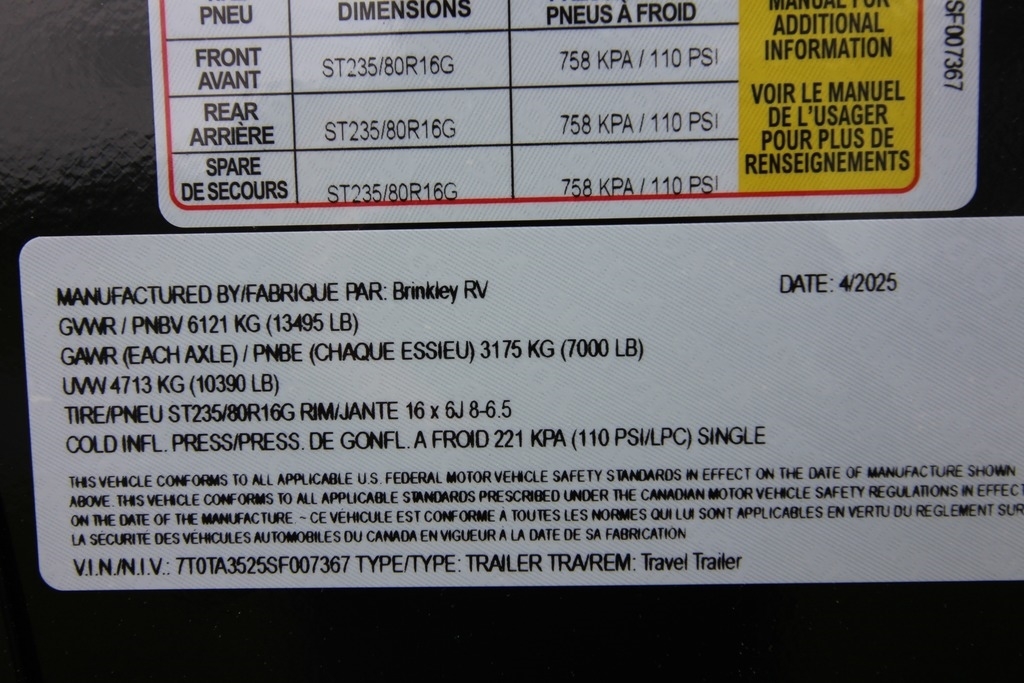 PNEU DIMENSIONS PNEUS À FROID
FRONT AVANT ST235/80R16G 758 KPA / 110 PSI
REAR ARRIÈRE ST235/80R16G 758 KPA / 110 PSI
SPARE DE SECOURS ST235/80R16G 758 KPA / 110 PSI
MANUAL FOR
ADDITIONAL
INFORMATION
VOIR LE MANUEL
DE L'USAGER
POUR PLUS DE
RENSEIGNEMENTS
SF007367
MANUFACTURED BY/FABRIQUE PAR: Brinkley RV DATE: 4/2025
GVWR / PNBV 6121 KG (13495 LB)
GAWR (EACH AXLE) / PNBE (CHAQUE ESSIEU) 3175 KG (7000 LB)
UVW 4713 KG (10390 LB)
TIRE/PNEU ST235/80R16G RIM/JANTE 16 x 6J 8-6.5
COLD INFL. PRESS/PRESS. DE GONFL. A FROID 221 KPA (110 PSI/LPC) SINGLE
THIS VEHICLE CONFORMS TO ALL APPLICABLE U.S. FEDERAL MOTOR VEHICLE SAFETY STANDARDS IN EFFECT ON THE DATE OF MANUFACTURE SHOWN
ABOVE. THIS VEHICLE CONFORMS TO ALL APPLICABLE STANDARDS PRESCRIBED UNDER THE CANADIAN MOTOR VEHICLE SAFETY REGULATIONS IN EFFECT
ON THE DATE OF THE MANUFACTURE. ~ CE VÉHICULE EST CONFORME À TOUTES LES NORMES QUI LUI SONT APPLICABLES EN VERTU DU REGLEMENT SUR
LA SÉCURITÉ DES VÉHICULES AUTOMOBILES DU CANADA EN VIGUEUR A LA DATE DE SA FABRICATION
V.I.N./N.I.V.: 7T0TA3525SF007367 TYPE/TYPE: TRAILER TRA/REM: Travel Trailer